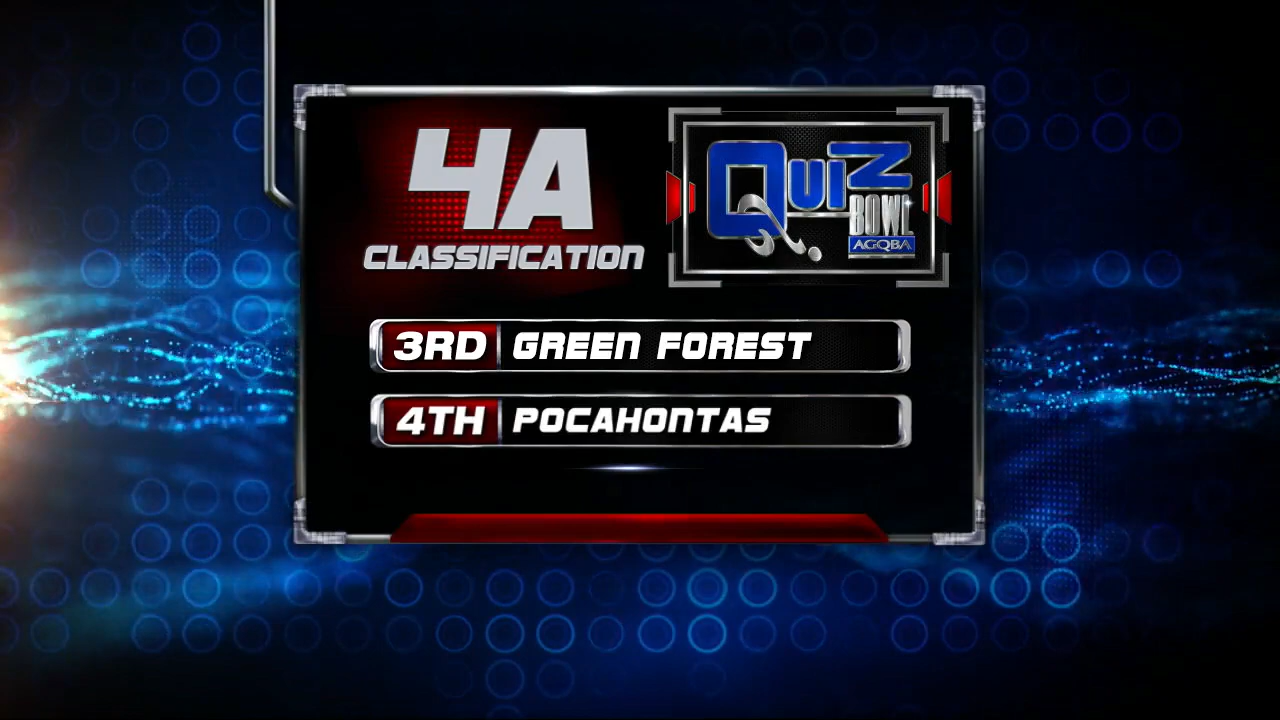 4A
CLASSIFICATION
QUIZ
BOWL
AGQBA
3RD GREEN FOREST
4TH POCAHONTAS